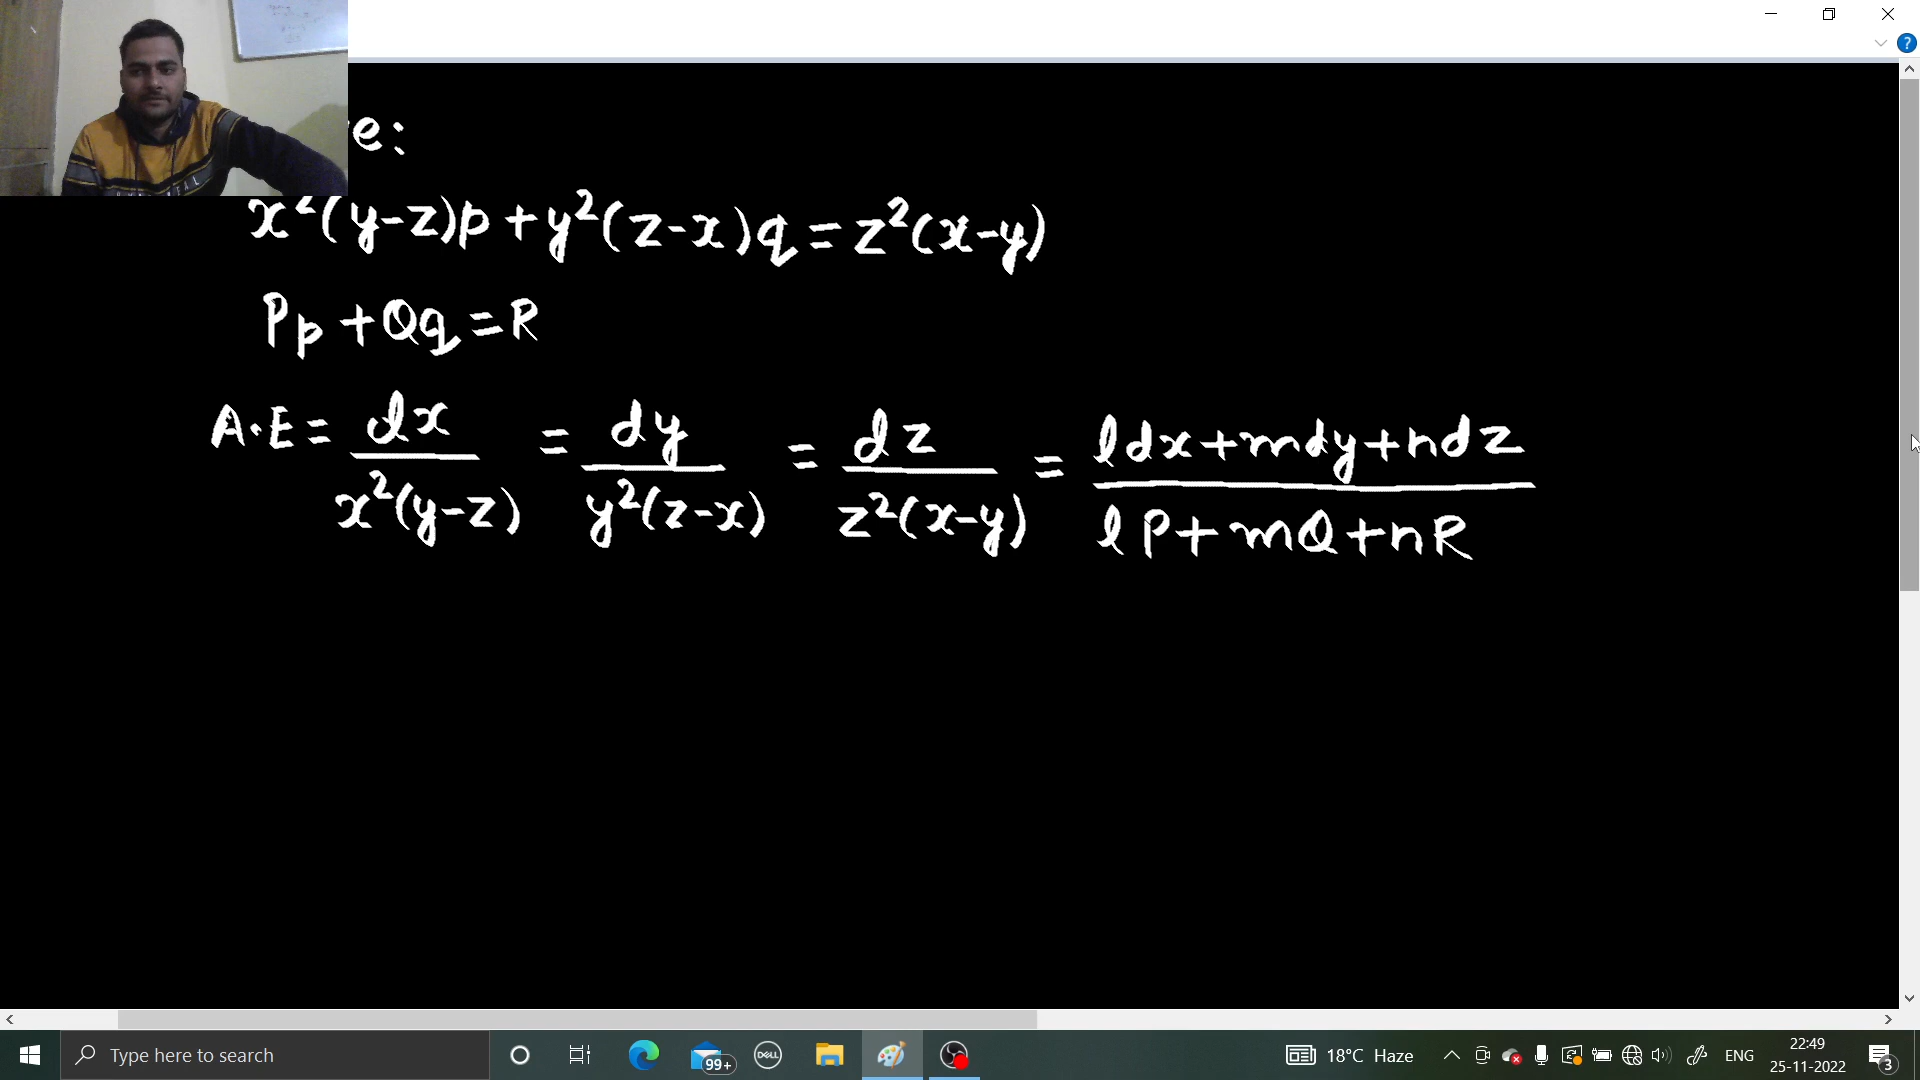 e:
x²(y-z)p+y²(z-x)q=z²(x-y)
Pp+Qq=R
A.E= dx/x²(y-z) = dy/y²(z-x) = dz/z²(x-y) = ldx+mdy+ndz/lP+mQ+nR
Type here to search
99+
DELL
18°C Haze
ENG
22:49
25-11-2022
3